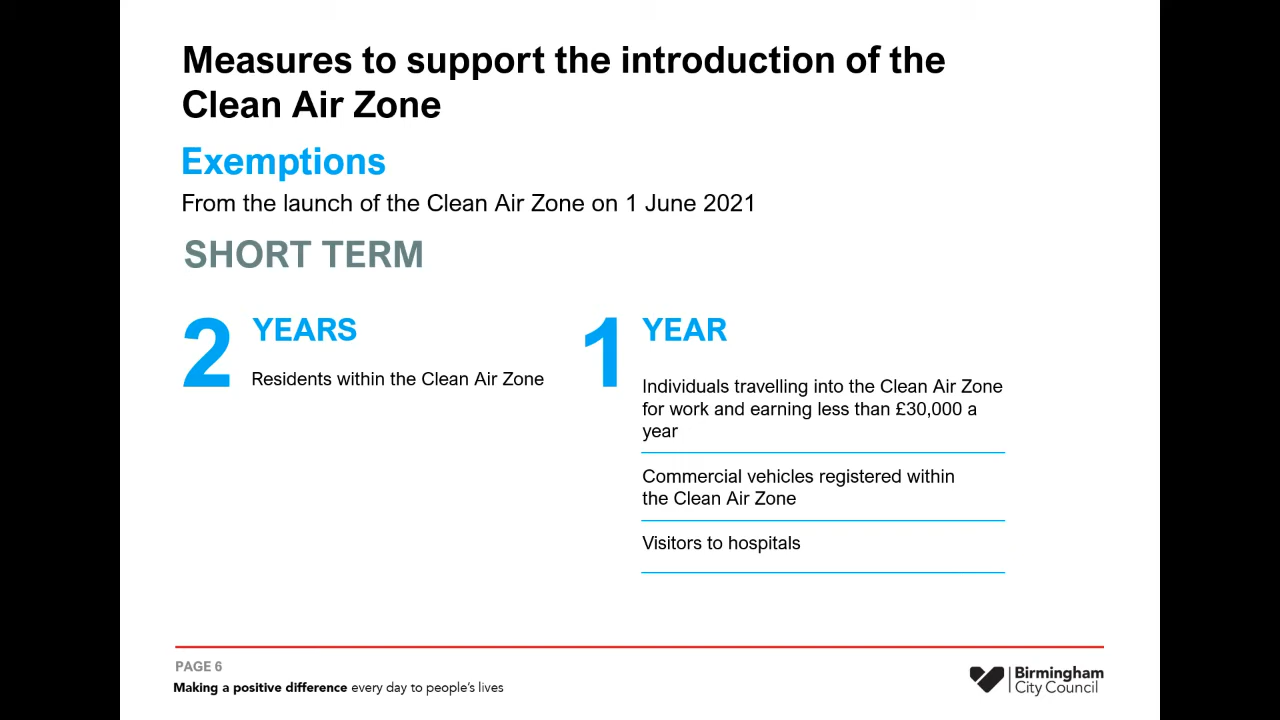 Measures to support the introduction of the
Clean Air Zone
Exemptions
From the launch of the Clean Air Zone on 1 June 2021
SHORT TERM
2 YEARS
Residents within the Clean Air Zone
1 YEAR
Individuals travelling into the Clean Air Zone
for work and earning less than £30,000 a
year
Commercial vehicles registered within
the Clean Air Zone
Visitors to hospitals
PAGE 6
Making a positive difference every day to people's lives
Birmingham
City Council